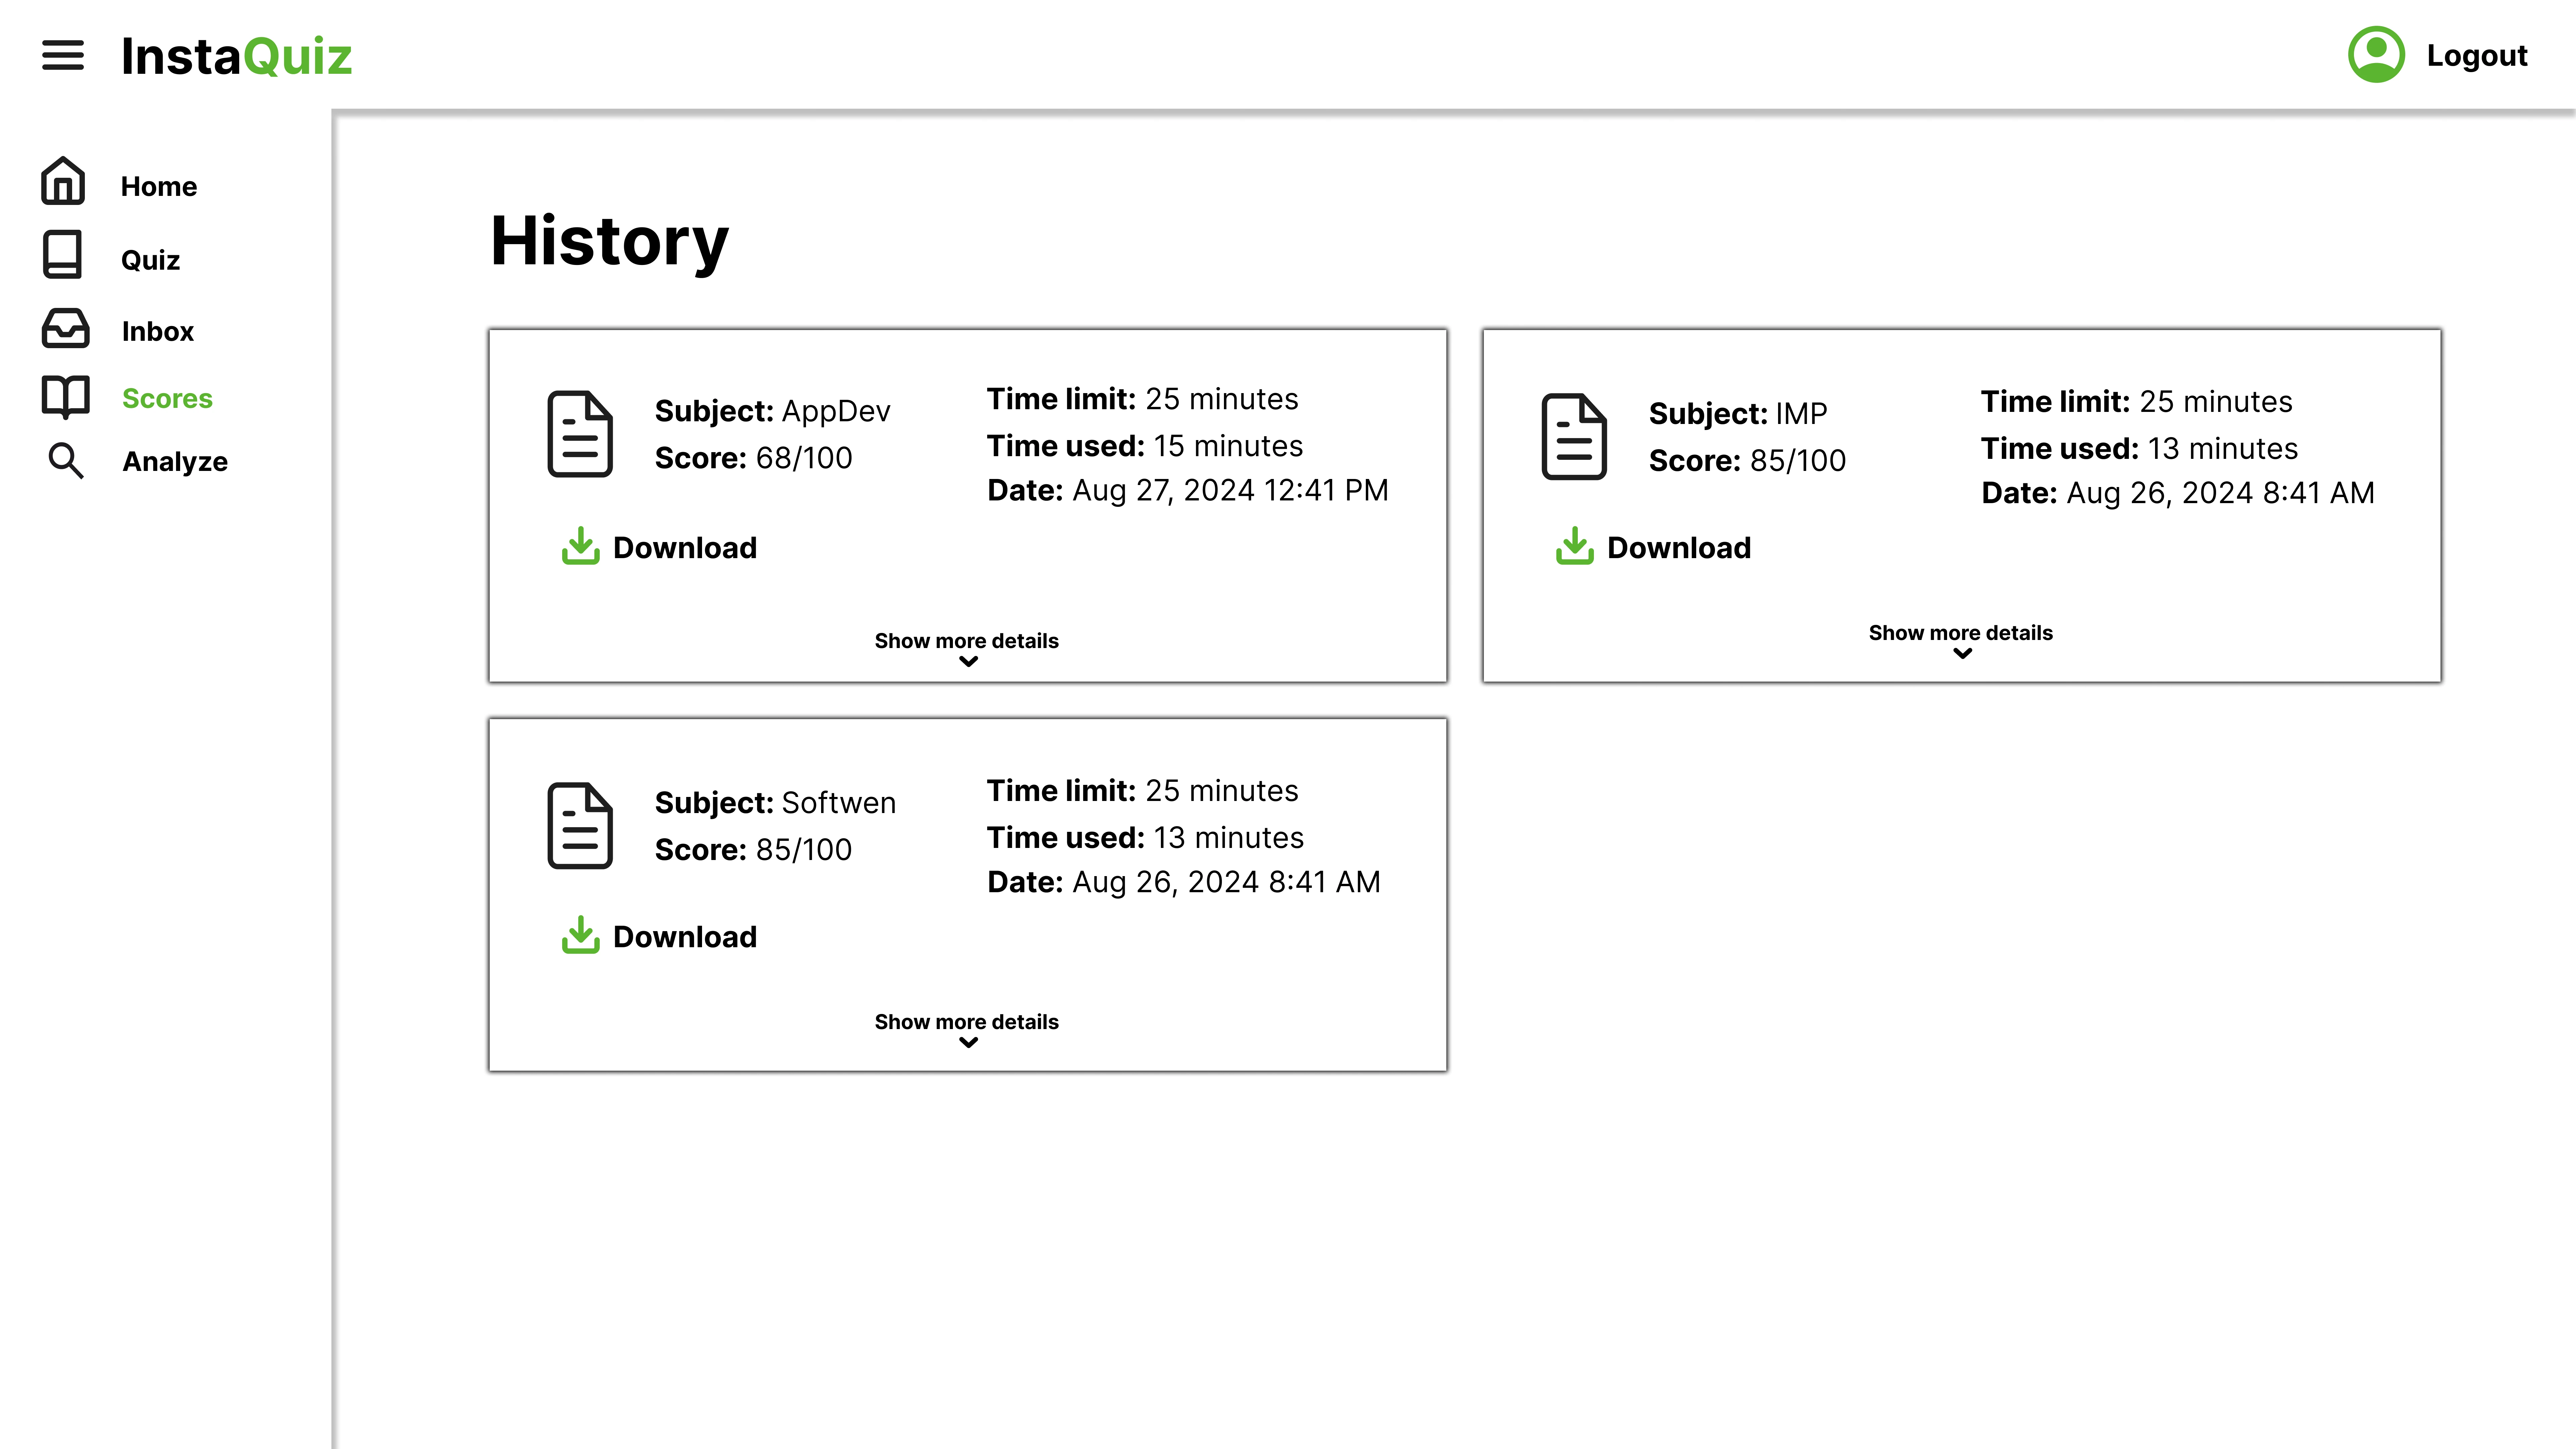 InstaQuiz
Logout
Home
Quiz
Inbox
Scores
Analyze
History
Subject: AppDev
Score: 68/100
Time limit: 25 minutes
Time used: 15 minutes
Date: Aug 27, 2024 12:41 PM
Download
Show more details
Subject: IMP
Score: 85/100
Time limit: 25 minutes
Time used: 13 minutes
Date: Aug 26, 2024 8:41 AM
Download
Show more details
Subject: Softwen
Score: 85/100
Time limit: 25 minutes
Time used: 13 minutes
Date: Aug 26, 2024 8:41 AM
Download
Show more details